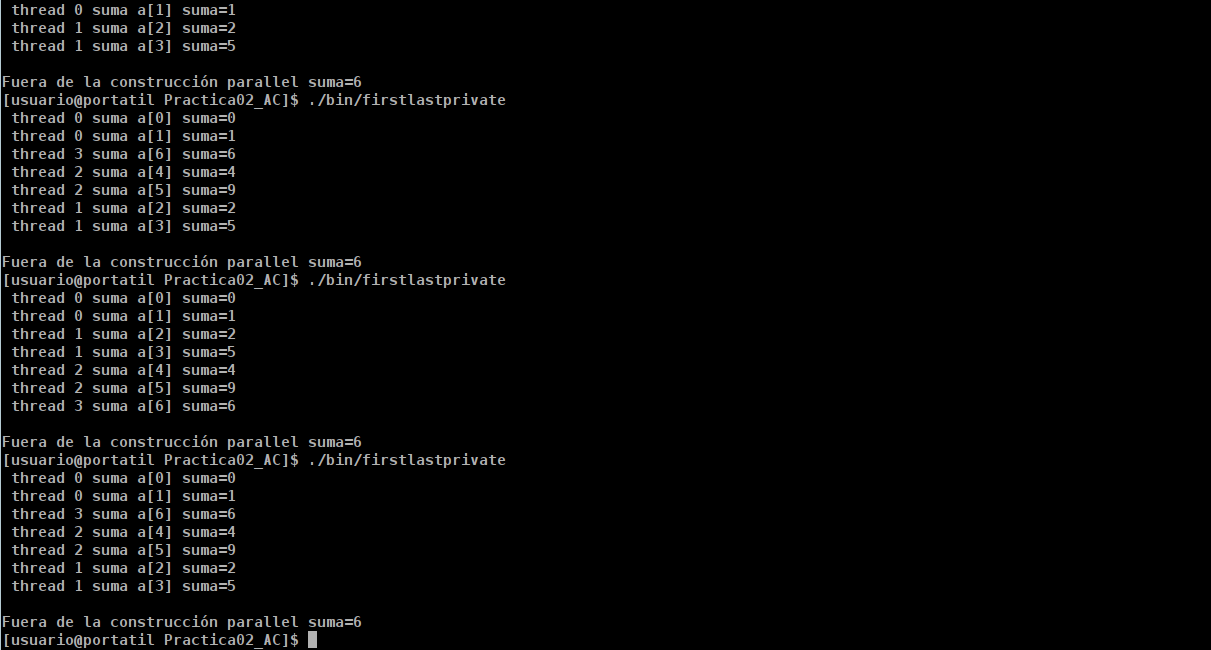 thread 0 suma a[1] suma=1
thread 1 suma a[2] suma=2
thread 1 suma a[3] suma=5
Fuera de la construcción parallel suma=6
[usuario@portatil Practica02_AC]$ ./bin/firstlastprivate
thread 0 suma a[0] suma=0
thread 0 suma a[1] suma=1
thread 3 suma a[6] suma=6
thread 2 suma a[4] suma=4
thread 2 suma a[5] suma=9
thread 1 suma a[2] suma=2
thread 1 suma a[3] suma=5
Fuera de la construcción parallel suma=6
[usuario@portatil Practica02_AC]$ ./bin/firstlastprivate
thread 0 suma a[0] suma=0
thread 0 suma a[1] suma=1
thread 1 suma a[2] suma=2
thread 1 suma a[3] suma=5
thread 2 suma a[4] suma=4
thread 2 suma a[5] suma=9
thread 3 suma a[6] suma=6
Fuera de la construcción parallel suma=6
[usuario@portatil Practica02_AC]$ ./bin/firstlastprivate
thread 0 suma a[0] suma=0
thread 0 suma a[1] suma=1
thread 3 suma a[6] suma=6
thread 2 suma a[4] suma=4
thread 2 suma a[5] suma=9
thread 1 suma a[2] suma=2
thread 1 suma a[3] suma=5
Fuera de la construcción parallel suma=6
[usuario@portatil Practica02_AC]$